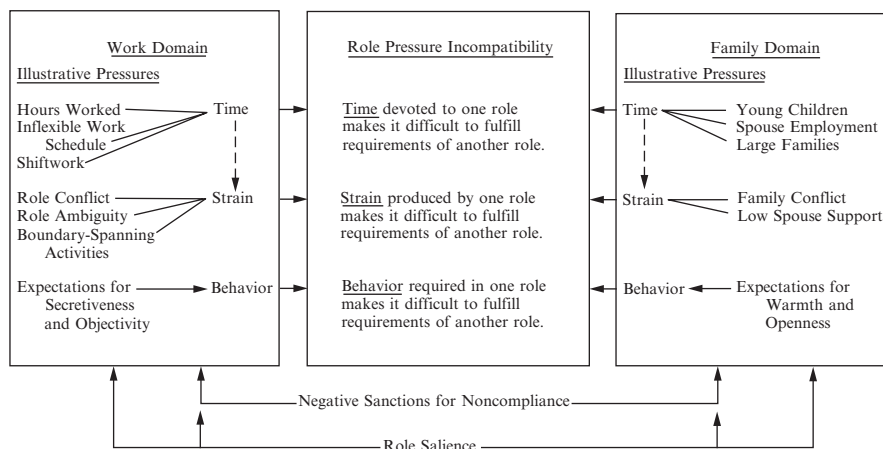 Work Domain
Illustrative Pressures
Hours Worked
Inflexible Work
Schedule
Shiftwork
Time
Role Conflict
Role Ambiguity
Boundary-Spanning
Activities
Strain
Expectations for
Secretiveness
and Objectivity
Behavior
Role Pressure Incompatibility
Time devoted to one role
makes it difficult to fulfill
requirements of another role.
Strain produced by one role
makes it difficult to fulfill
requirements of another role.
Behavior required in one role
makes it difficult to fulfill
requirements of another role.
Family Domain
Illustrative Pressures
Time
Young Children
Spouse Employment
Large Families
Strain
Family Conflict
Low Spouse Support
Behavior
Expectations for
Warmth and
Openness
Negative Sanctions for Noncompliance
Role Salience